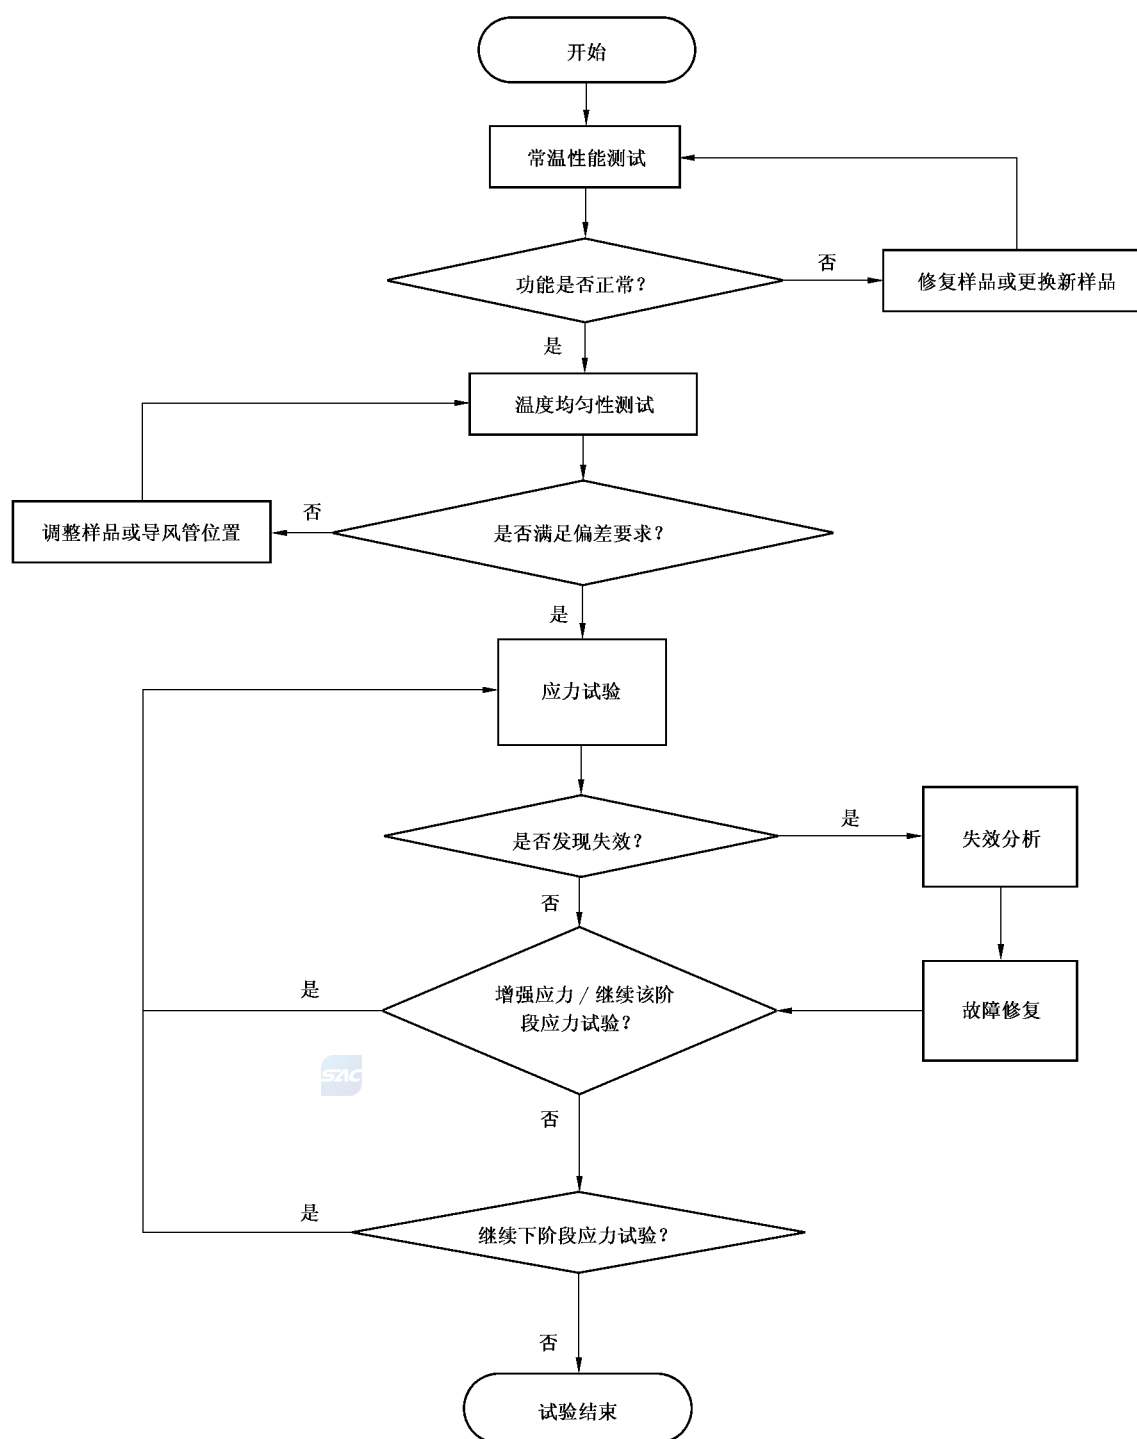 开始
常温性能测试
功能是否正常？
否
修复样品或更换新样品
是
温度均匀性测试
调整样品或导风管位置
否
是否满足偏差要求？
是
应力试验
是否发现失效？
是
失效分析
否
增强应力 / 继续该阶
段应力试验？
是
故障修复
SAC
否
是
继续下阶段应力试验？
否
试验结束